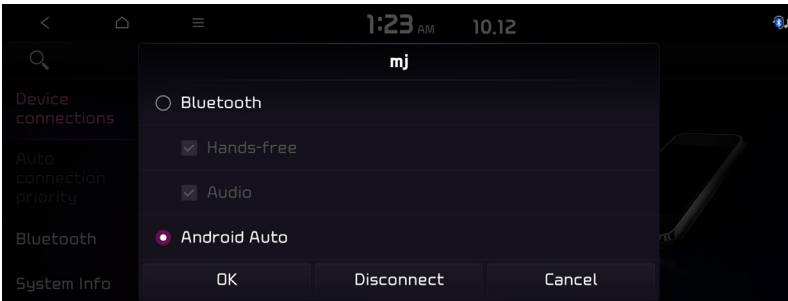 1:23 AM 10.12
mj
Device
connections
Bluetooth
Hands-free
Auto
connection
priority
Audio
Bluetooth
Android Auto
System Info
OK Disconnect Cancel